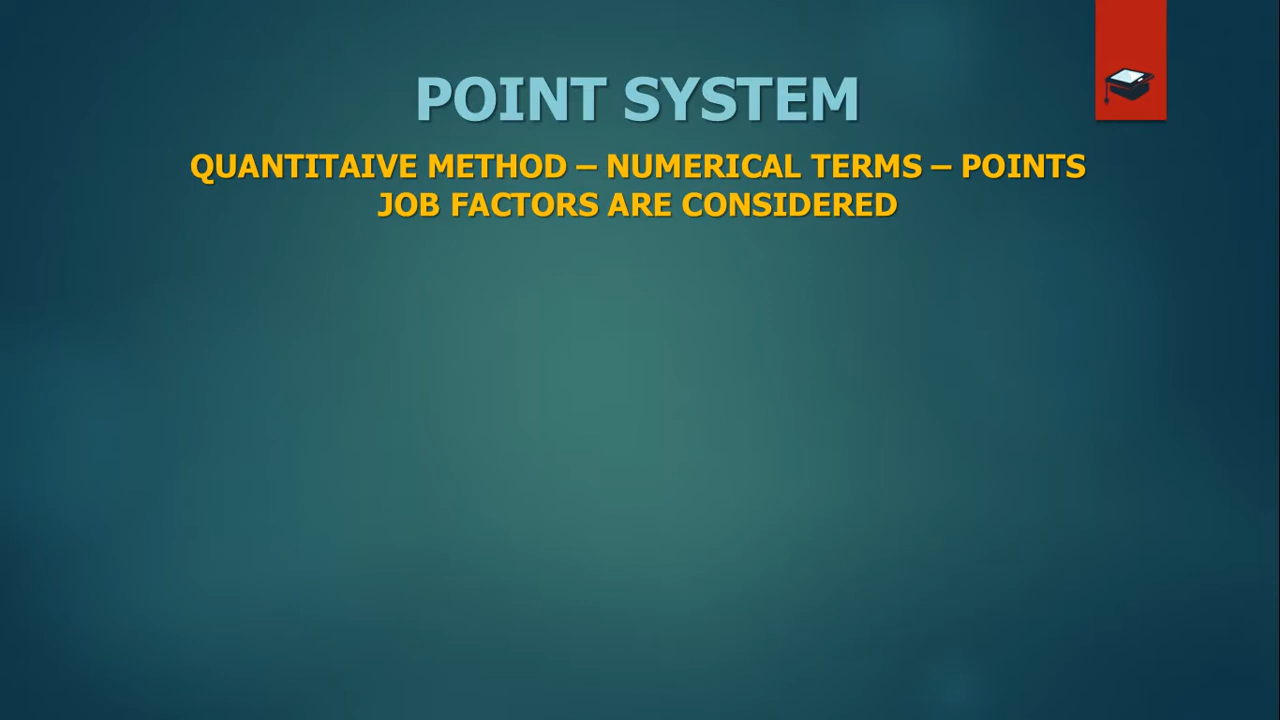 POINT SYSTEM
QUANTITAIVE METHOD – NUMERICAL TERMS – POINTS
JOB FACTORS ARE CONSIDERED